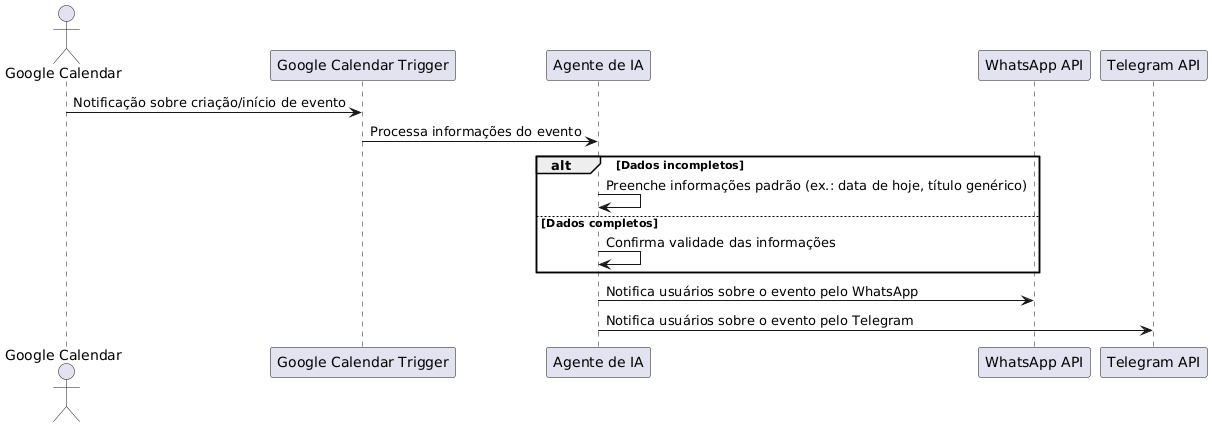 Google Calendar
Google Calendar Trigger
Agente de IA
WhatsApp API
Telegram API
Notificação sobre criação/início de evento
Processa informações do evento
alt
[Dados incompletos]
Preenche informações padrão (ex.: data de hoje, título genérico)
[Dados completos]
Confirma validade das informações
Notifica usuários sobre o evento pelo WhatsApp
Notifica usuários sobre o evento pelo Telegram
Google Calendar
Google Calendar Trigger
Agente de IA
WhatsApp API
Telegram API